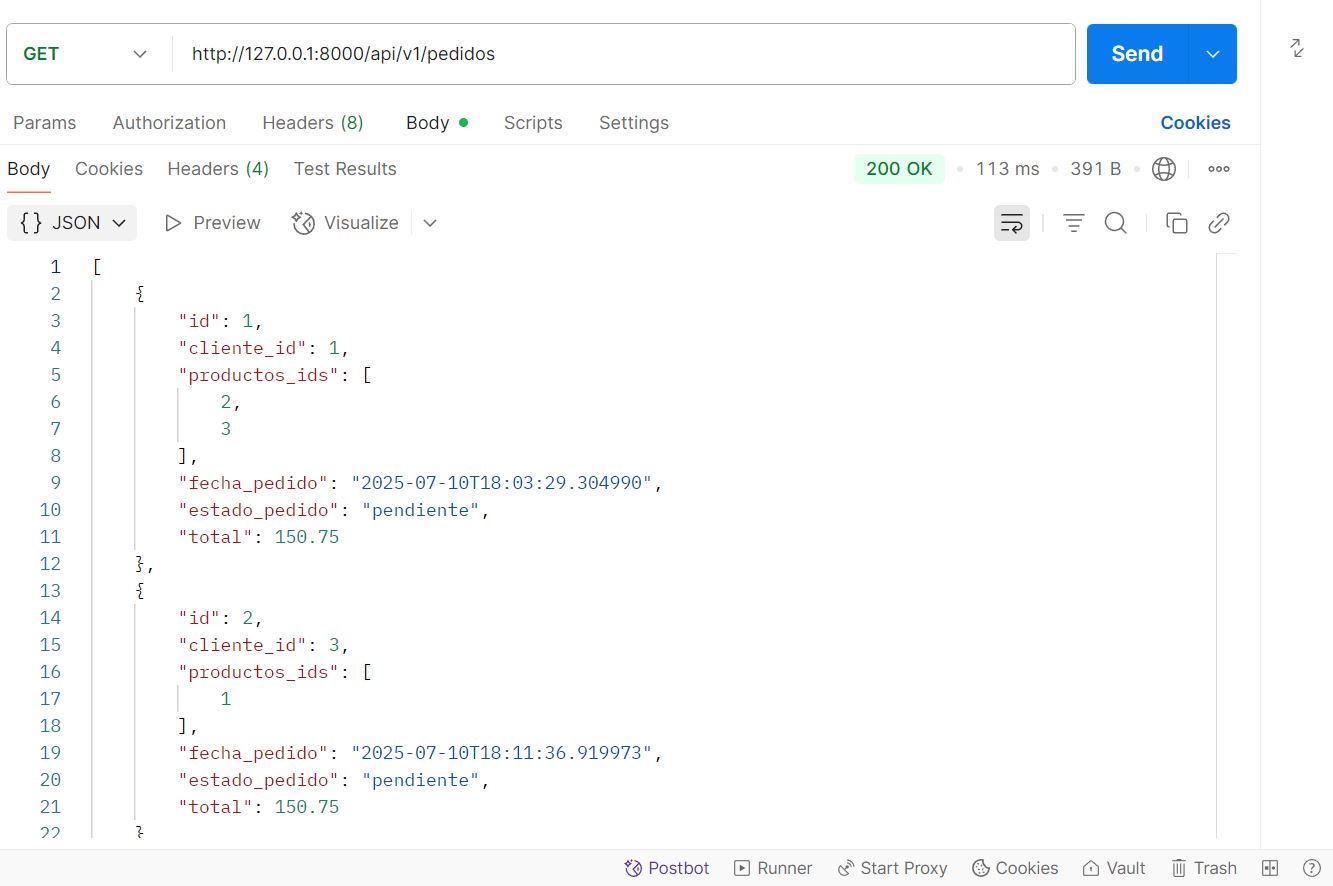 GET http://127.0.0.1:8000/api/v1/pedidos Send
Params Authorization Headers (8) Body Scripts Settings Cookies
Body Cookies Headers (4) Test Results 200 OK 113 ms 391 B
{} JSON Preview Visualize
1 [
2 {
3 "id": 1,
4 "cliente_id": 1,
5 "productos_ids": [
6 2,
7 3
8 ],
9 "fecha_pedido": "2025-07-10T18:03:29.304990",
10 "estado_pedido": "pendiente",
11 "total": 150.75
12 },
13 {
14 "id": 2,
15 "cliente_id": 3,
16 "productos_ids": [
17 1
18 ],
19 "fecha_pedido": "2025-07-10T18:11:36.919973",
20 "estado_pedido": "pendiente",
21 "total": 150.75
22 }
Postbot Runner Start Proxy Cookies Vault Trash